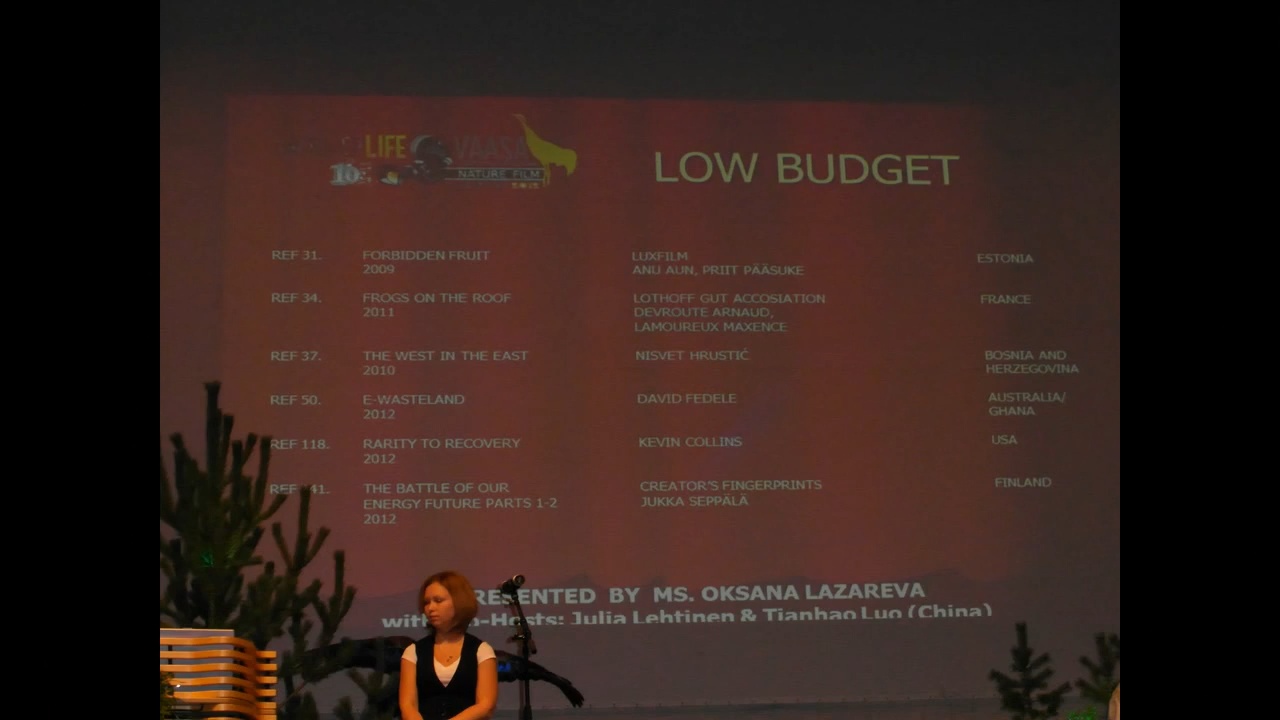 LIFE VAASA
NATURE FILM
LOW BUDGET
REF 31. FORBIDDEN FRUIT LUXFILM ESTONIA
2009 ANU AUN, PRIIT PÄÄSUKE
REF 34. FROGS ON THE ROOF LOTHOFF GUT ACCOSIATION FRANCE
2011 DEVROUTE ARNAUD,
LAMOUREUX MAXENCE
REF 37. THE WEST IN THE EAST NISVET HRUSTIĆ BOSNIA AND
2010 HERZEGOVINA
REF 50. E-WASTELAND DAVID FEDELE AUSTRALIA/
2012 GHANA
REF 118. RARITY TO RECOVERY KEVIN COLLINS USA
2012
REF 41. THE BATTLE OF OUR CREATOR'S FINGERPRINTS FINLAND
ENERGY FUTURE PARTS 1-2 JUKKA SEPPÄLÄ
2012
RESENTED BY MS. OKSANA LAZAREVA
with o-Hosts: Julia Lehtinen & Tianhao Luo (China)